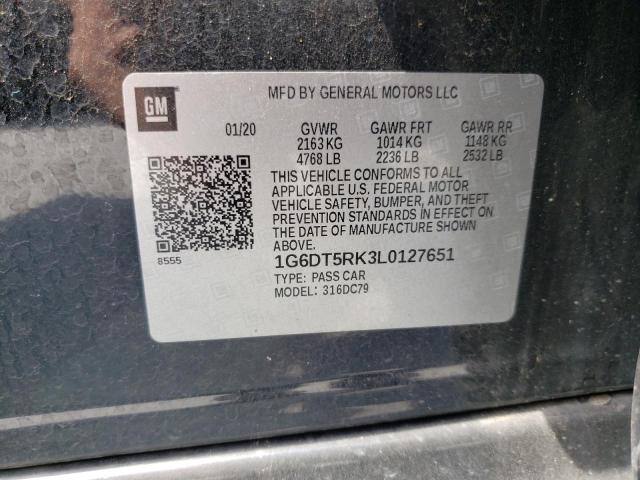 GM
MFD BY GENERAL MOTORS LLC
01/20 GVWR GAWR FRT GAWR RR
2163 KG 1014 KG 1148 KG
4768 LB 2236 LB 2532 LB
THIS VEHICLE CONFORMS TO ALL
APPLICABLE U.S. FEDERAL MOTOR
VEHICLE SAFETY, BUMPER, AND THEFT
PREVENTION STANDARDS IN EFFECT ON
THE DATE OF MANUFACTURE SHOWN
ABOVE.
8555
1G6DT5RK3L0127651
TYPE: PASS CAR
MODEL: 316DC79